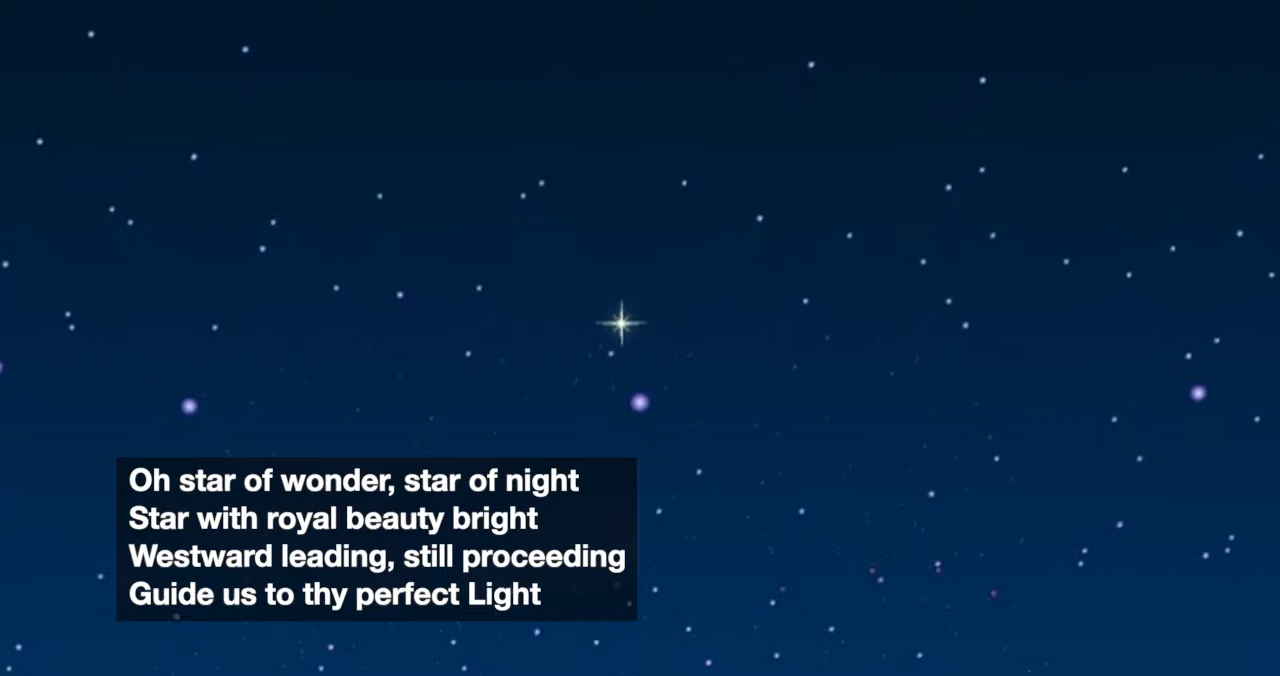 Oh star of wonder, star of night
Star with royal beauty bright
Westward leading, still proceeding
Guide us to thy perfect Light